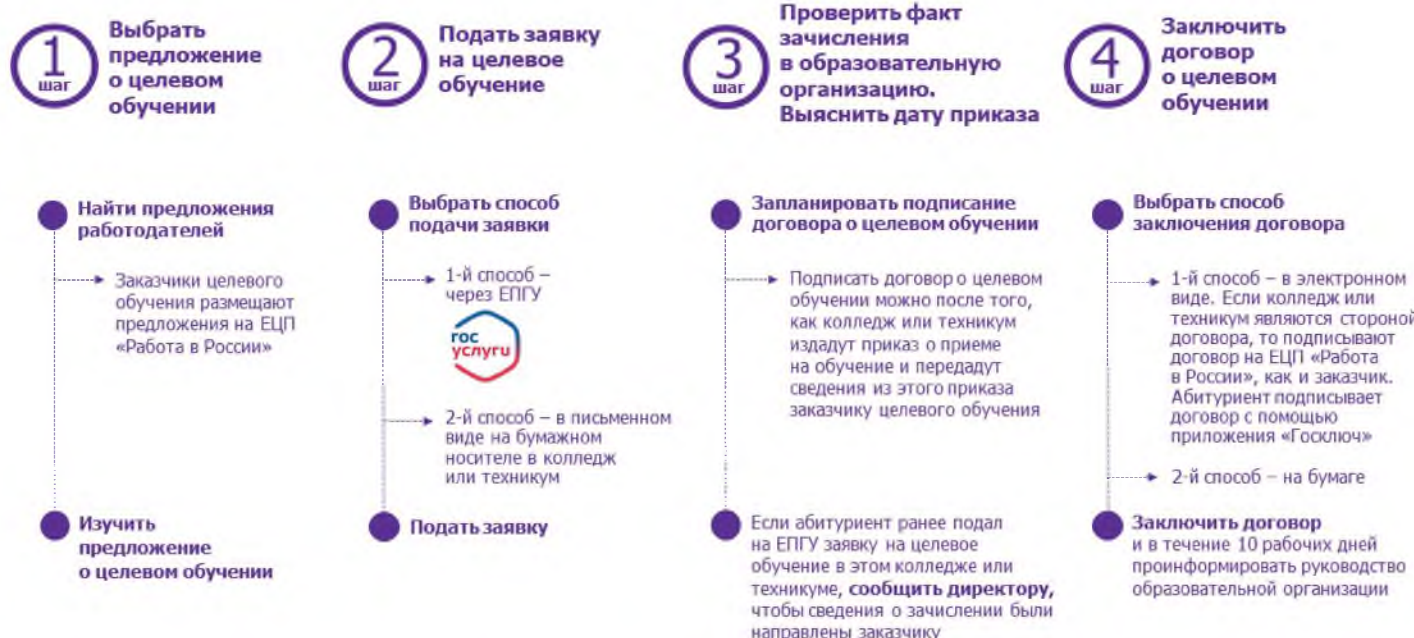 1
шаг
Выбрать
предложение
о целевом
обучении
2
шаг
Подать заявку
на целевое
обучение
3
шаг
Проверить факт
зачисления
в образовательную
организацию.
Выяснить дату приказа
4
шаг
Заключить
договор
о целевом
обучении
Найти предложения
работодателей
Заказчики целевого
обучения размещают
предложения на ЕЦП
«Работа в России»
Изучить
предложение
о целевом обучении
Выбрать способ
подачи заявки
1-й способ –
через ЕПГУ
гос
услуги
2-й способ – в письменном
виде на бумажном
носителе в колледж
или техникум
Подать заявку
Запланировать подписание
договора о целевом обучении
Подписать договор о целевом
обучении можно после того,
как колледж или техникум
издадут приказ о приеме
на обучение и передадут
сведения из этого приказа
заказчику целевого обучения
Если абитуриент ранее подал
на ЕПГУ заявку на целевое
обучение в этом колледже или
техникуме, сообщить директору,
чтобы сведения о зачислении были
направлены заказчику
Выбрать способ
заключения договора
1-й способ – в электронном
виде. Если колледж или
техникум являются стороной
договора, то подписывают
договор на ЕЦП «Работа
в России», как и заказчик.
Абитуриент подписывает
договор с помощью
приложения «Госключ»
2-й способ – на бумаге
Заключить договор
и в течение 10 рабочих дней
проинформировать руководство
образовательной организации